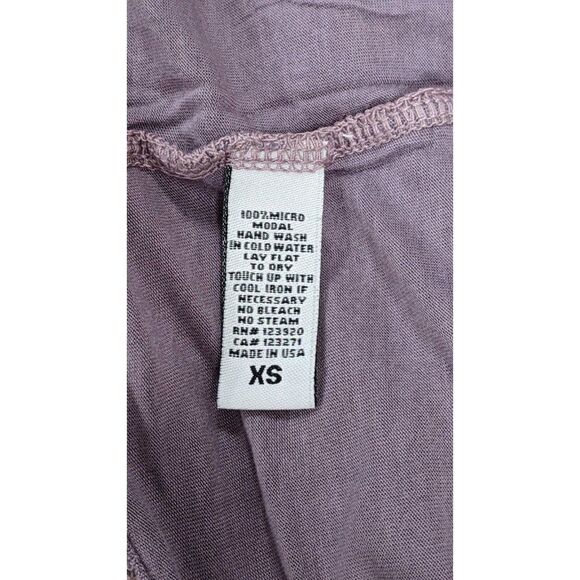 100%MICRO
MODAL
HAND WASH
IN COLD WATER
LAY FLAT
TO DRY
TOUCH UP WITH
COOL IRON IF
NECESSARY
NO BLEACH
NO STEAM
RN# 123920
CA# 123271
MADE IN USA
XS